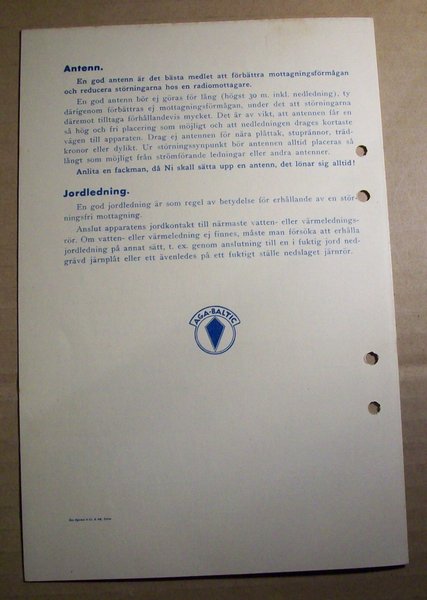 Antenn.
En god antenn är det bästa medlet att förbättra mottagningsförmågan
och reducera störningarna hos en radiomottagare.
En god antenn bör ej göras för lång (högst 30 m. inkl. nedledning), ty
därigenom förbättras ej mottagningsförmågan, under det att störningarna
däremot tilltaga förhållandevis mycket. Det är av vikt, att antennen får en
så hög och fri placering som möjligt och att nedledningen drages kortaste
vägen till apparaten. Drag ej antennen för nära plåttak, stuprännor, träd-
kronor eller dylikt. Ur störningssynpunkt bör antennen alltid placeras så
långt som möjligt från strömförande ledningar eller andra antenner.
Anlita en fackman, då Ni skall sätta upp en antenn, det lönar sig alltid!
Jordledning.
En god jordledning är som regel av betydelse för erhållande av en stör-
ningsfri mottagning.
Anslut apparatens jordkontakt till närmaste vatten- eller värmelednings-
rör. Om vatten- eller värmeledning ej finnes, måste man försöka att erhålla
jordledning på annat sätt, t. ex. genom anslutning till en i fuktig jord ned-
grävd järnplåt eller ett ävenledes på ett fuktigt ställe nedslaget järnrör.
AGA-BALTIC